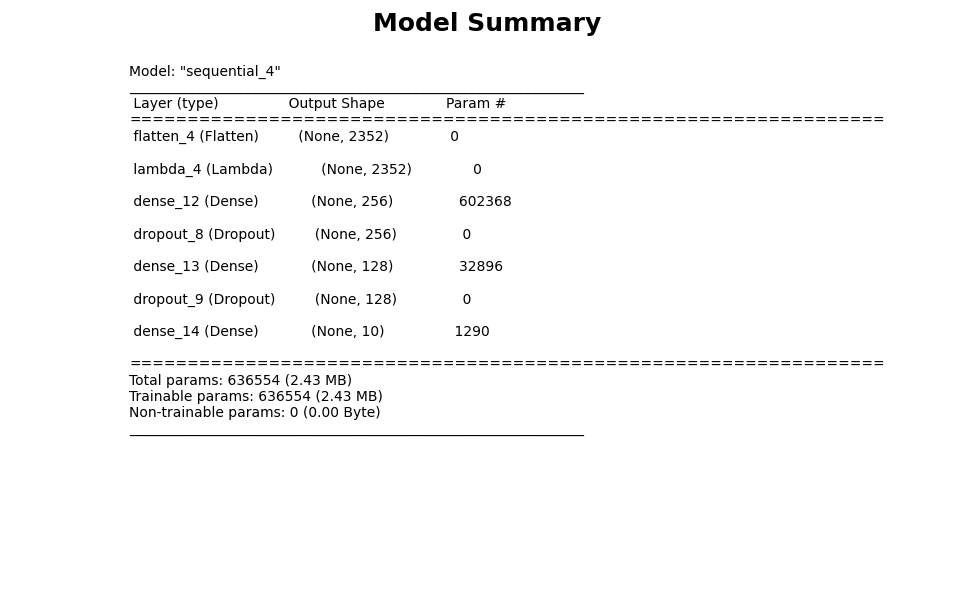 Model Summary
Model: "sequential_4"
_________________________________________________________________
Layer (type) Output Shape Param #
=================================================================
flatten_4 (Flatten) (None, 2352) 0
lambda_4 (Lambda) (None, 2352) 0
dense_12 (Dense) (None, 256) 602368
dropout_8 (Dropout) (None, 256) 0
dense_13 (Dense) (None, 128) 32896
dropout_9 (Dropout) (None, 128) 0
dense_14 (Dense) (None, 10) 1290
=================================================================
Total params: 636554 (2.43 MB)
Trainable params: 636554 (2.43 MB)
Non-trainable params: 0 (0.00 Byte)
_________________________________________________________________